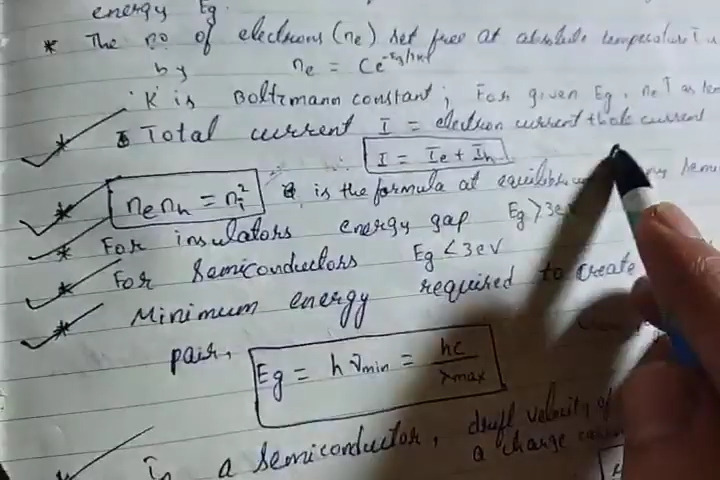 energy Eg.
* The no of electrons (ne) set free at absolute temperature T is
by ne = Ce^-Eg/2KT
'K' is Boltzmann constant; For given Eg, ne ↑ as
* Total current I = electron current + hole current
I = Ie + Ih
* ne nh = ni² is the formula at
* For insulators energy gap Eg > 3ev
* For semiconductors Eg < 3ev
* Minimum energy required to create
pair, Eg = hνmin = hc/λmax
* In a semiconductor, drift velocity of
a charge